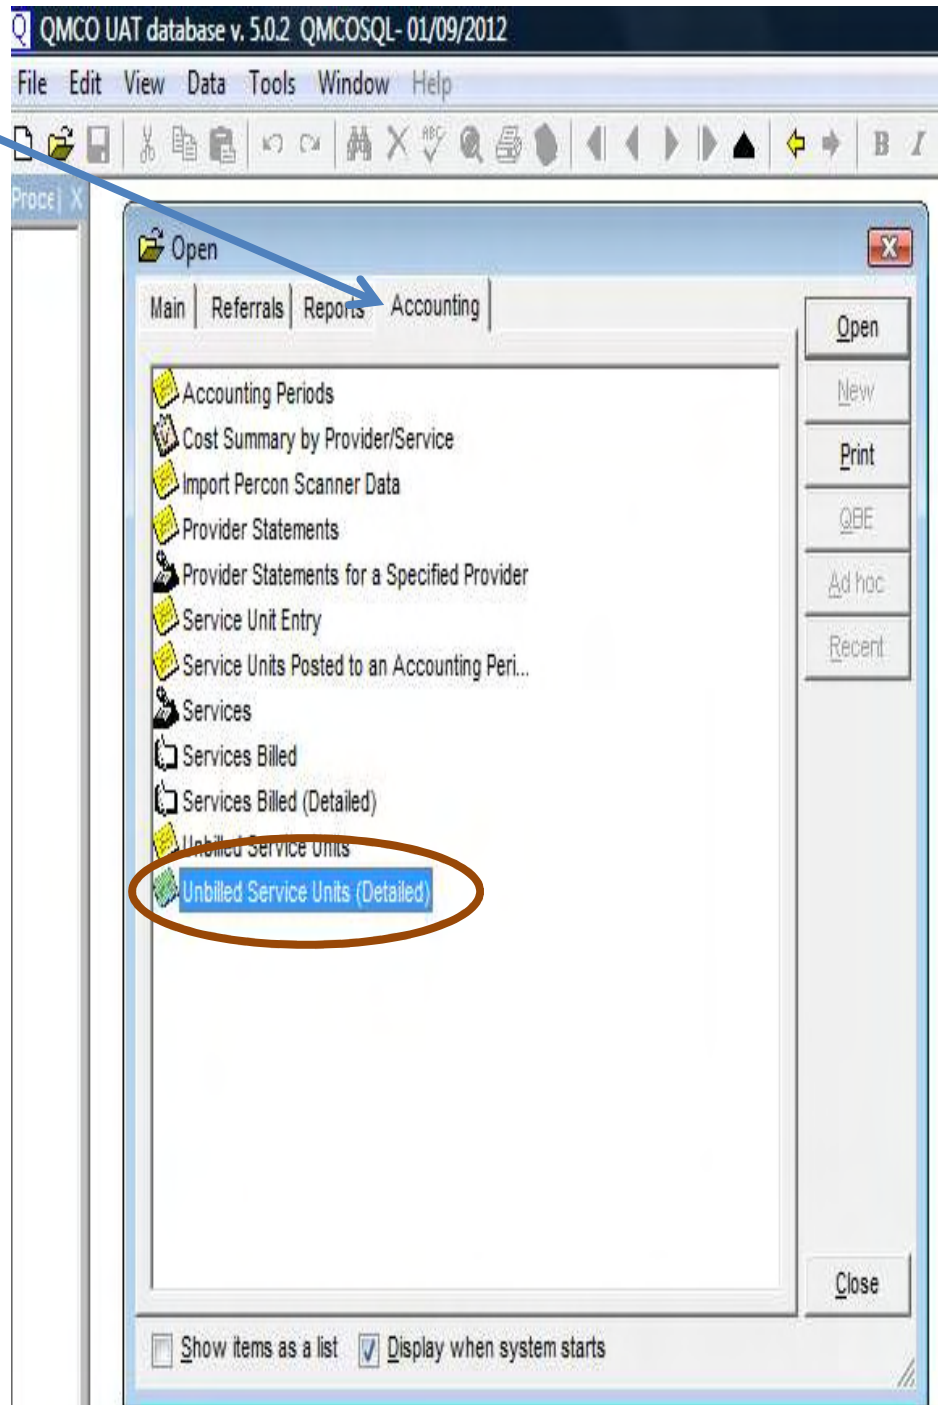 QMCO UAT database v. 5.0.2 QMCOSQL- 01/09/2012
File Edit View Data Tools Window Help
ABC
B I
Proce X
Open
Main Referrals Reports Accounting
Accounting Periods
Cost Summary by Provider/Service
Import Percon Scanner Data
Provider Statements
Provider Statements for a Specified Provider
Service Unit Entry
Service Units Posted to an Accounting Peri...
Services
Services Billed
Services Billed (Detailed)
Unbilled Service Units
Unbilled Service Units (Detailed)
Open
New
Print
QBE
Ad hoc
Recent
Close
Show items as a list Display when system starts